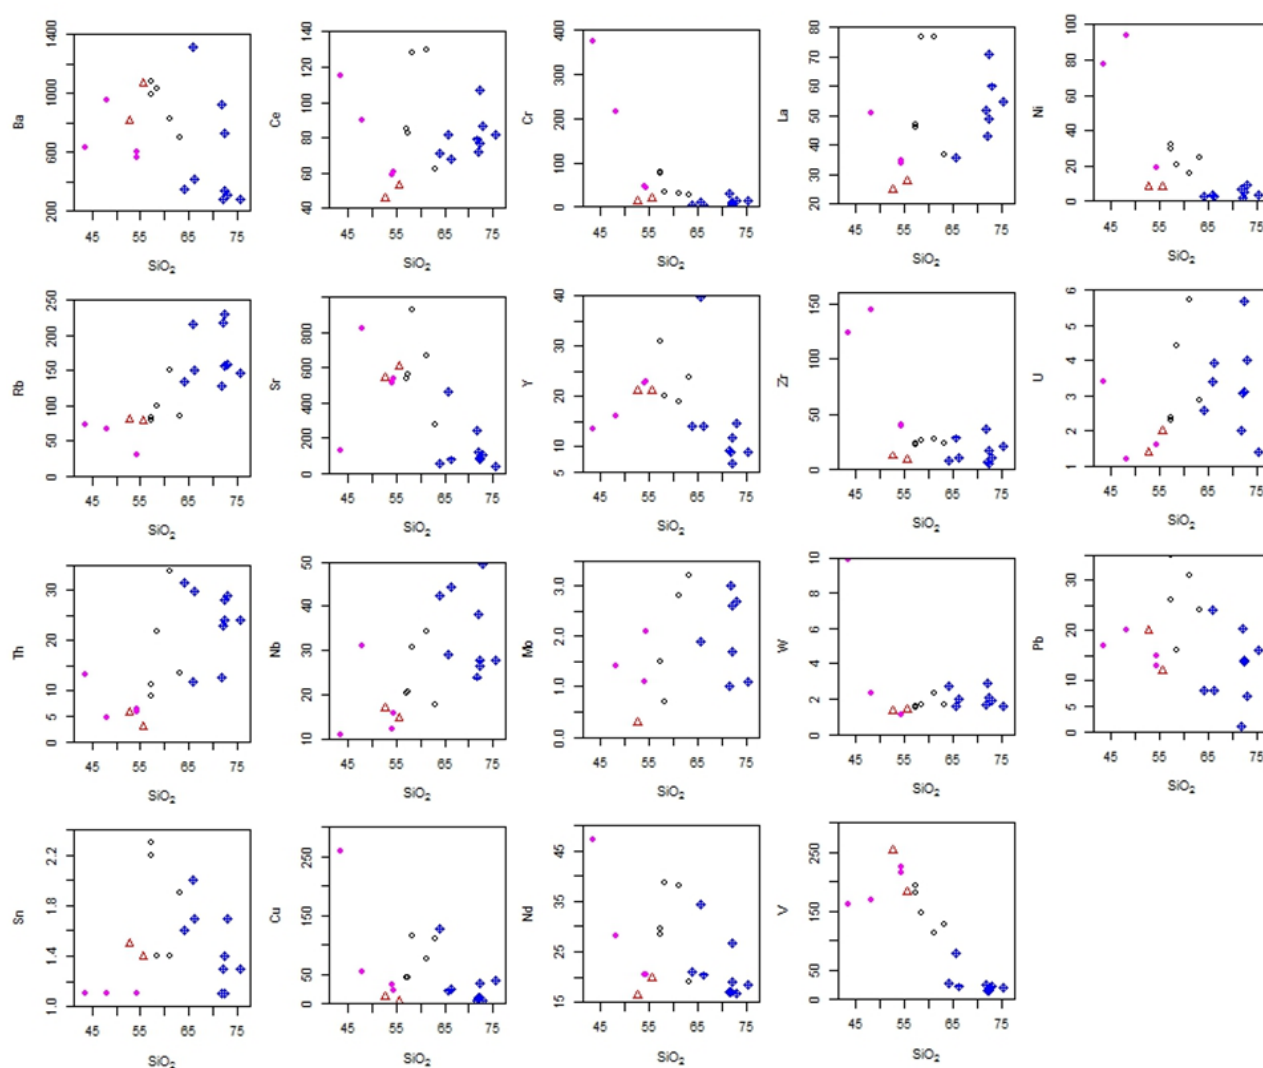 Ba
1400
1000
600
200
45 55 65 75
SiO₂
Ce
140
120
100
80
60
40
45 55 65 75
SiO₂
Cr
400
300
200
100
0
45 55 65 75
SiO₂
La
80
70
60
50
40
30
20
45 55 65 75
SiO₂
Ni
100
80
60
40
20
0
45 55 65 75
SiO₂
Rb
250
200
150
100
50
0
45 55 65 75
SiO₂
Sr
800
600
400
200
0
45 55 65 75
SiO₂
Y
40
30
20
10
5
45 55 65 75
SiO₂
Zr
150
100
50
0
45 55 65 75
SiO₂
U
6
5
4
3
2
1
45 55 65 75
SiO₂
Th
30
20
10
5
0
45 55 65 75
SiO₂
Nb
50
40
30
20
10
45 55 65 75
SiO₂
Mo
3.0
2.0
1.0
0.0
45 55 65 75
SiO₂
W
10
8
6
4
2
0
45 55 65 75
SiO₂
Pb
30
20
15
10
5
0
45 55 65 75
SiO₂
Sn
2.2
1.8
1.4
1.0
45 55 65 75
SiO₂
Cu
250
150
50
0
45 55 65 75
SiO₂
Nd
45
35
25
15
45 55 65 75
SiO₂
V
250
150
50
0
45 55 65 75
SiO₂